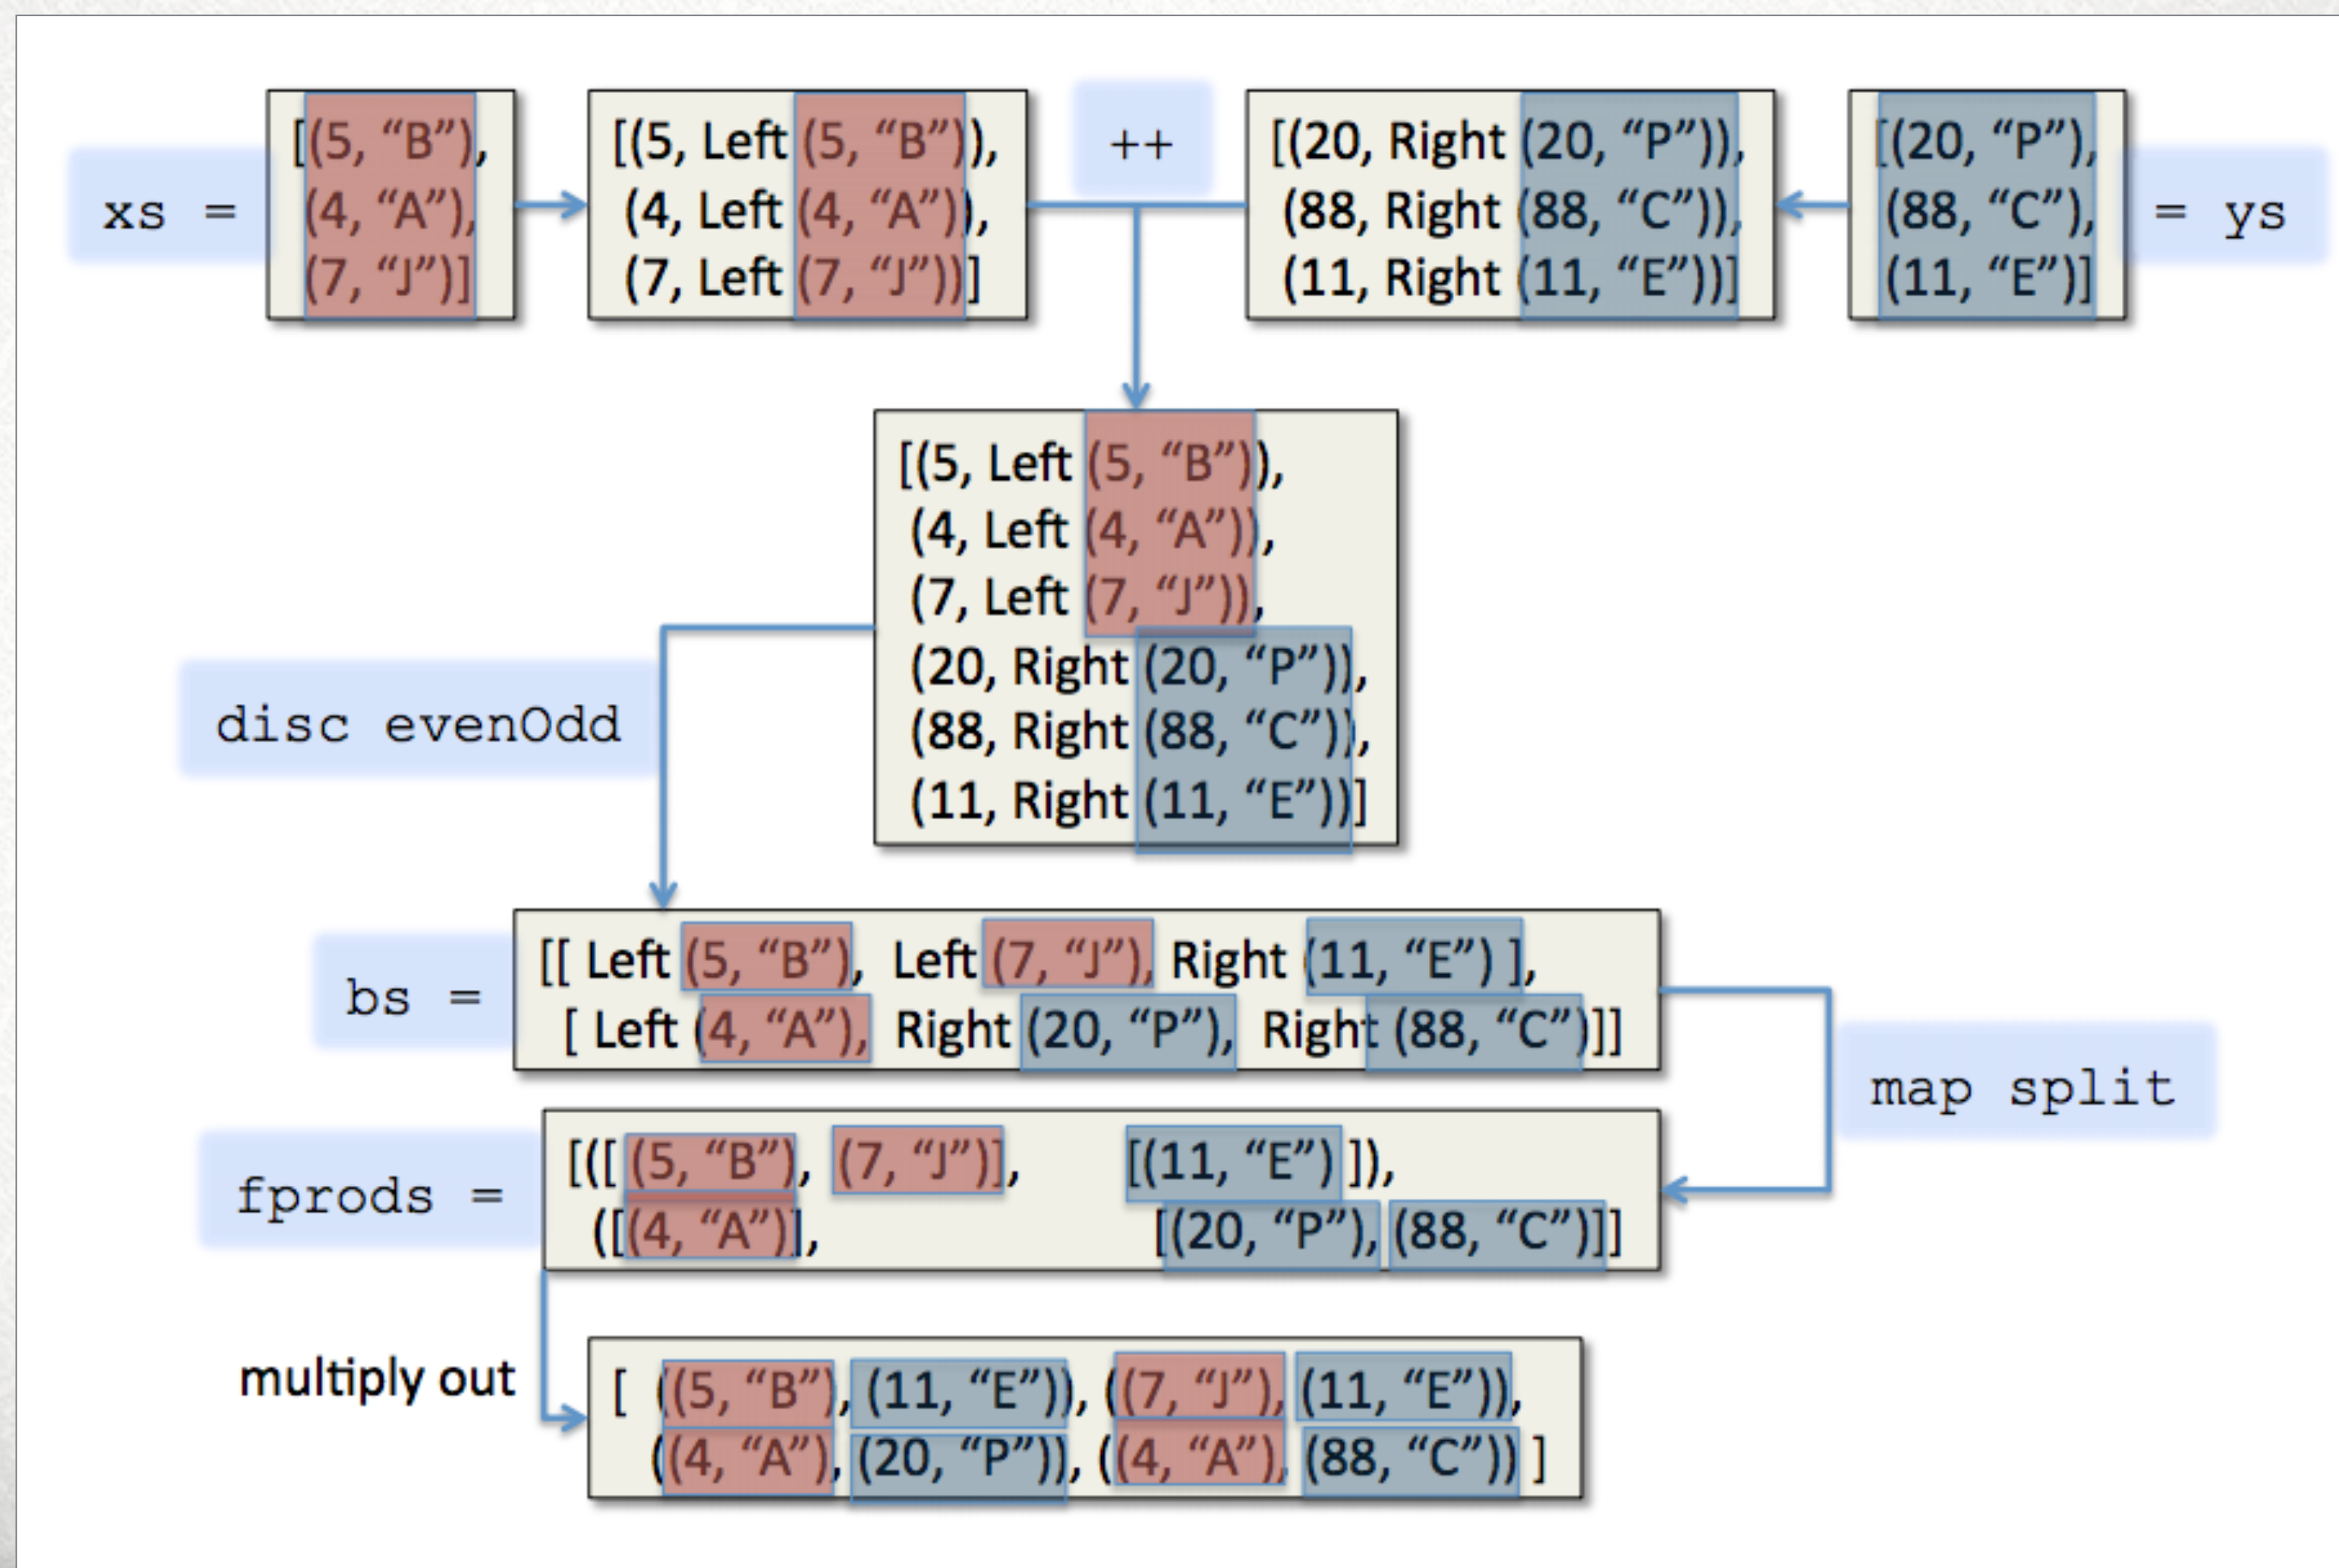 xs =
[(5, “B”),
(4, “A”),
(7, “J”)]
[(5, Left (5, “B”)),
(4, Left (4, “A”)),
(7, Left (7, “J”))]
++
[(20, Right (20, “P”)),
(88, Right (88, “C”)),
(11, Right (11, “E”))]
[(20, “P”),
(88, “C”),
(11, “E”)]
= ys
[(5, Left (5, “B”)),
(4, Left (4, “A”)),
(7, Left (7, “J”)),
(20, Right (20, “P”)),
(88, Right (88, “C”)),
(11, Right (11, “E”))]
disc evenOdd
bs =
[[ Left (5, “B”), Left (7, “J”), Right (11, “E”) ],
[ Left (4, “A”), Right (20, “P”), Right (88, “C”)]]
map split
fprods =
[([ (5, “B”), (7, “J”)], [(11, “E”) ]),
([(4, “A”)], [(20, “P”), (88, “C”)]]
multiply out
[ ((5, “B”), (11, “E”)), ((7, “J”), (11, “E”)),
((4, “A”), (20, “P”)), ((4, “A”), (88, “C”)) ]